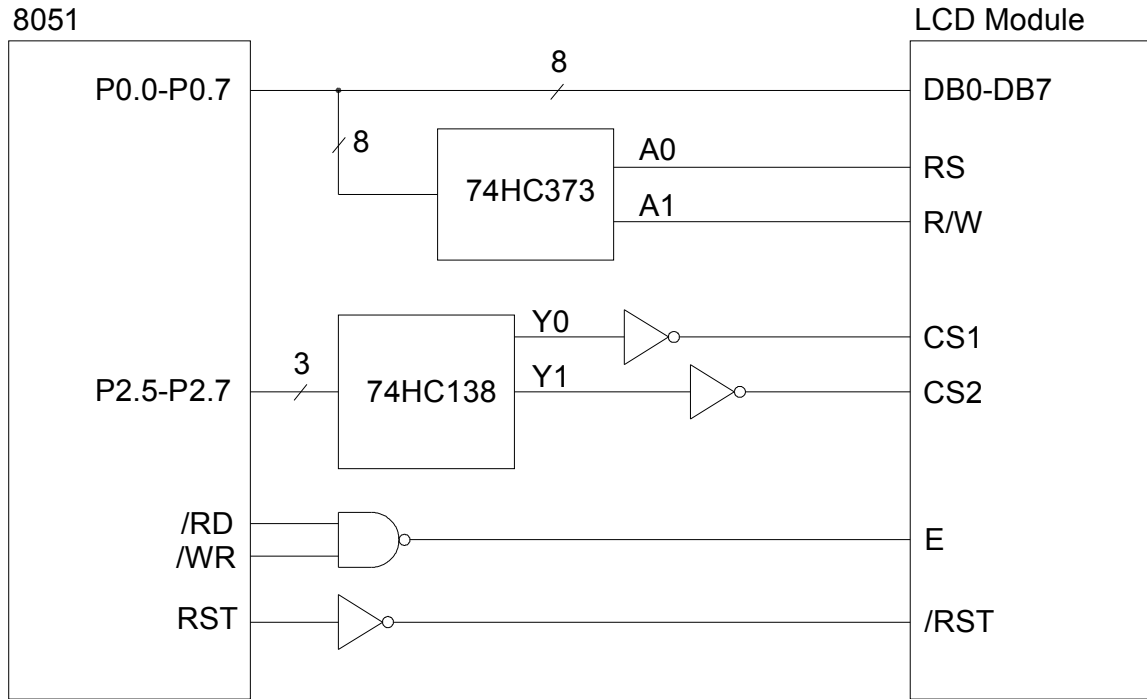 8051
LCD Module
P0.0-P0.7
8
DB0-DB7
8
74HC373
A0
RS
A1
R/W
P2.5-P2.7
3
74HC138
Y0
CS1
Y1
CS2
/RD
/WR
E
RST
/RST